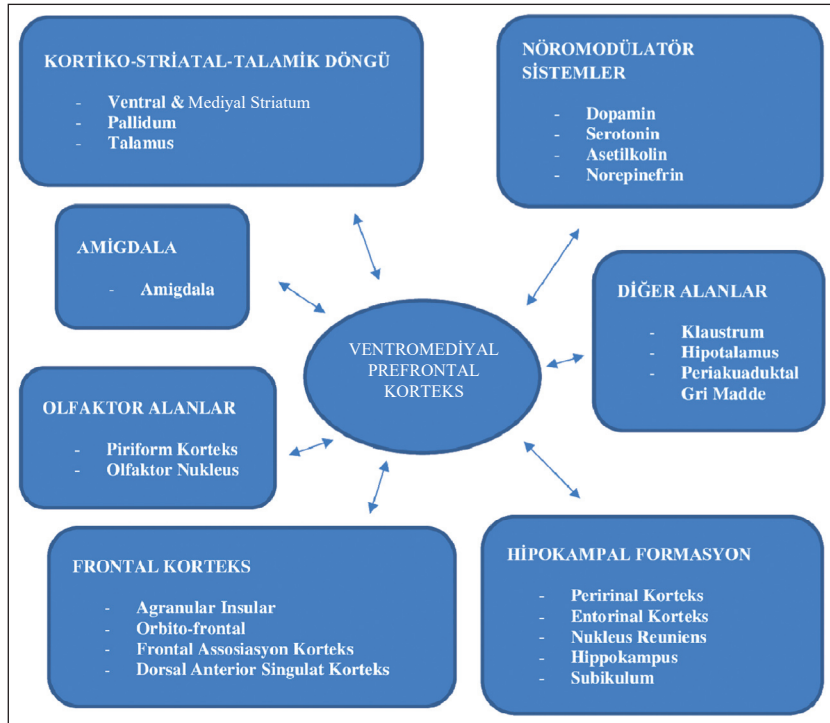 KORTİKO-STRIATAL-TALAMİK DÖNGÜ
- Ventral & Mediyal Striatum
- Pallidum
- Talamus
NÖROMODÜLATÖR
SİSTEMLER
- Dopamin
- Serotonin
- Asetilkolin
- Norepinefrin
AMİGDALA
- Amigdala
DİĞER ALANLAR
- Klaustrum
- Hipotalamus
- Periakuaduktal
Gri Madde
VENTROMEDİYAL
PREFRONTAL
KORTEKS
OLFAKTOR ALANLAR
- Piriform Korteks
- Olfaktor Nukleus
FRONTAL KORTEKS
- Agranular Insular
- Orbito-frontal
- Frontal Assosiasyon Korteks
- Dorsal Anterior Singulat Korteks
HİPOKAMPAL FORMASYON
- Peririnal Korteks
- Entorinal Korteks
- Nukleus Reuniens
- Hippokampus
- Subikulum